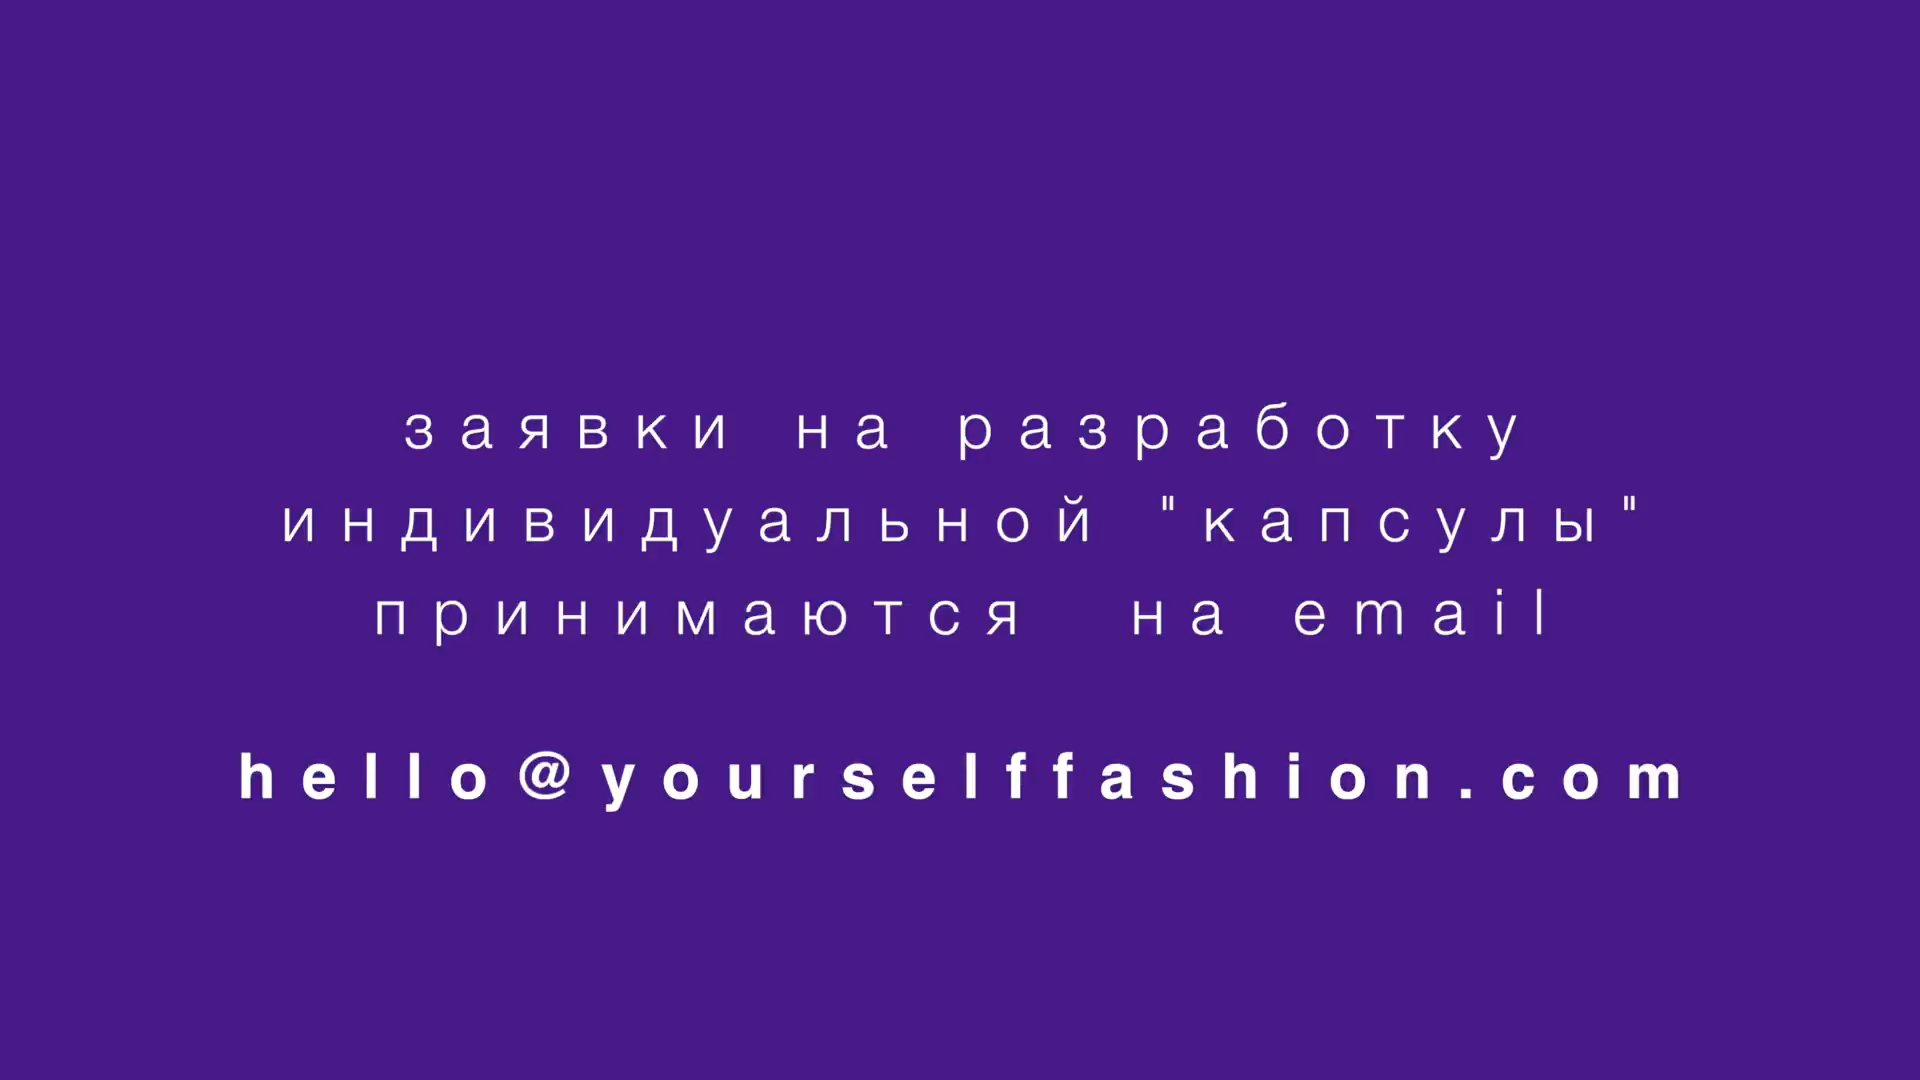 заявки на разработку
индивидуальной "капсулы"
принимаются на email
hello@yourselffashion.com